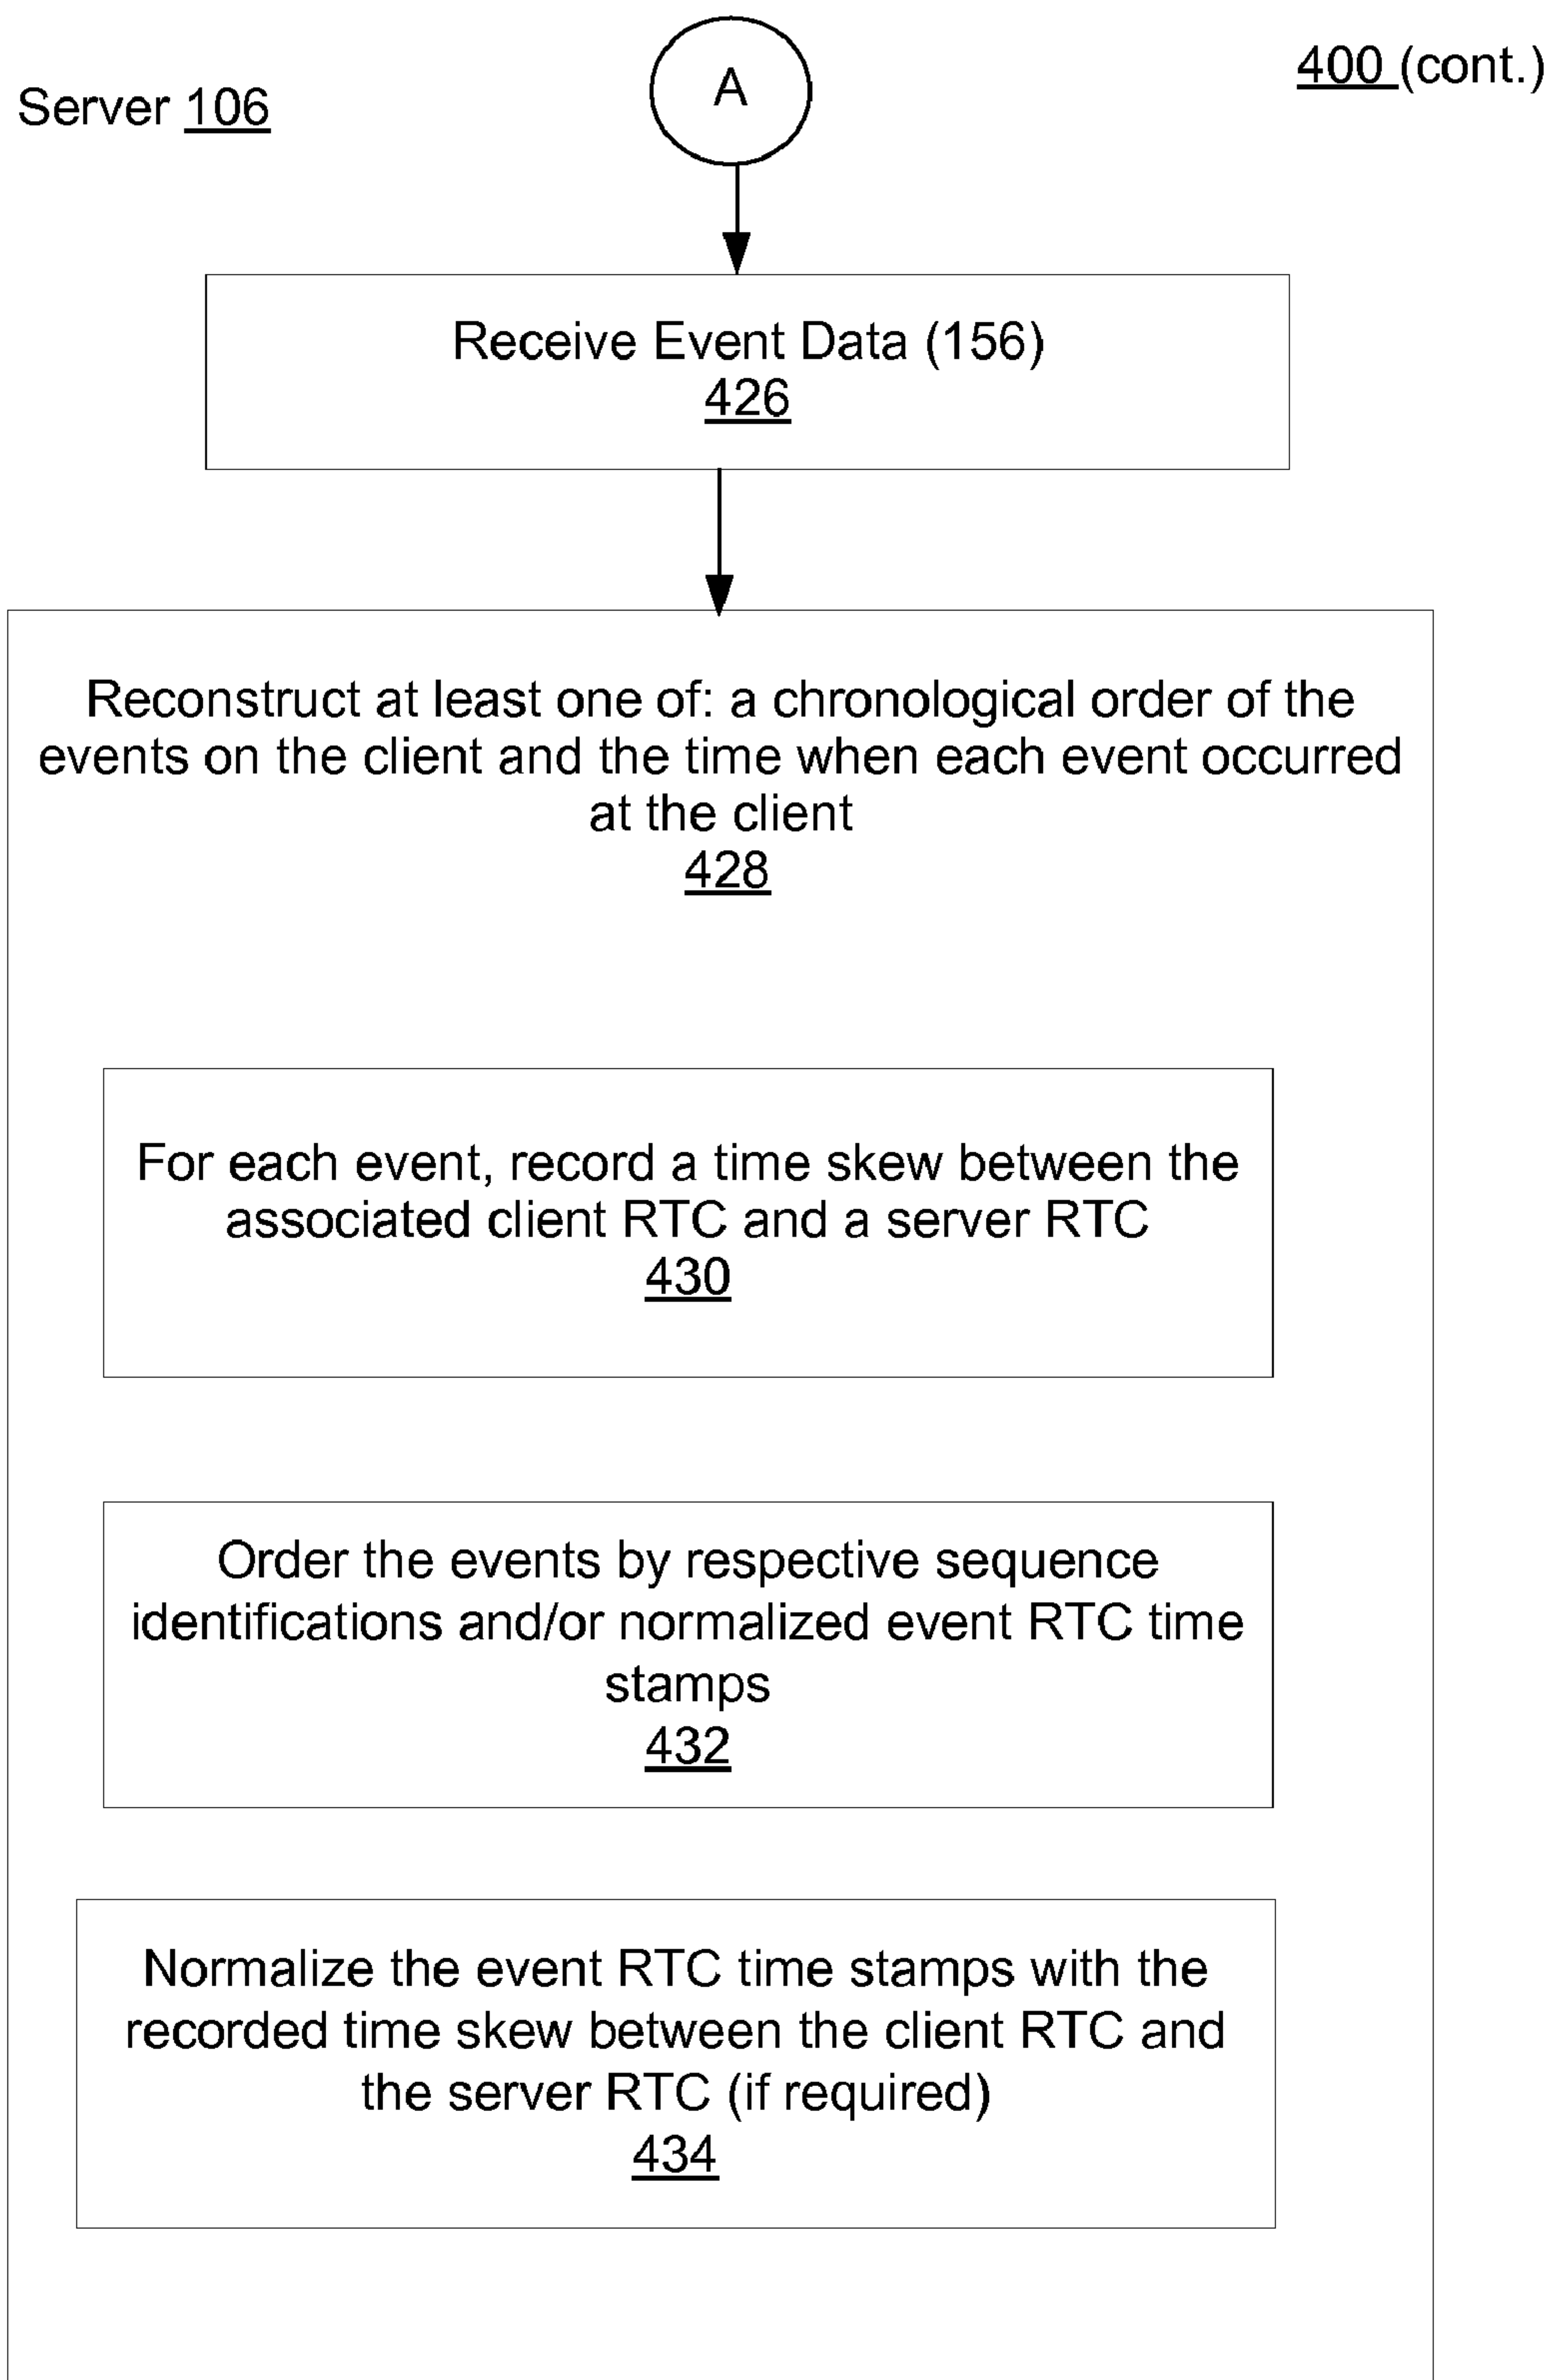 A
400 (cont.)
Server 106
Receive Event Data (156)
426
Reconstruct at least one of: a chronological order of the
events on the client and the time when each event occurred
at the client
428
For each event, record a time skew between the
associated client RTC and a server RTC
430
Order the events by respective sequence
identifications and/or normalized event RTC time
stamps
432
Normalize the event RTC time stamps with the
recorded time skew between the client RTC and
the server RTC (if required)
434